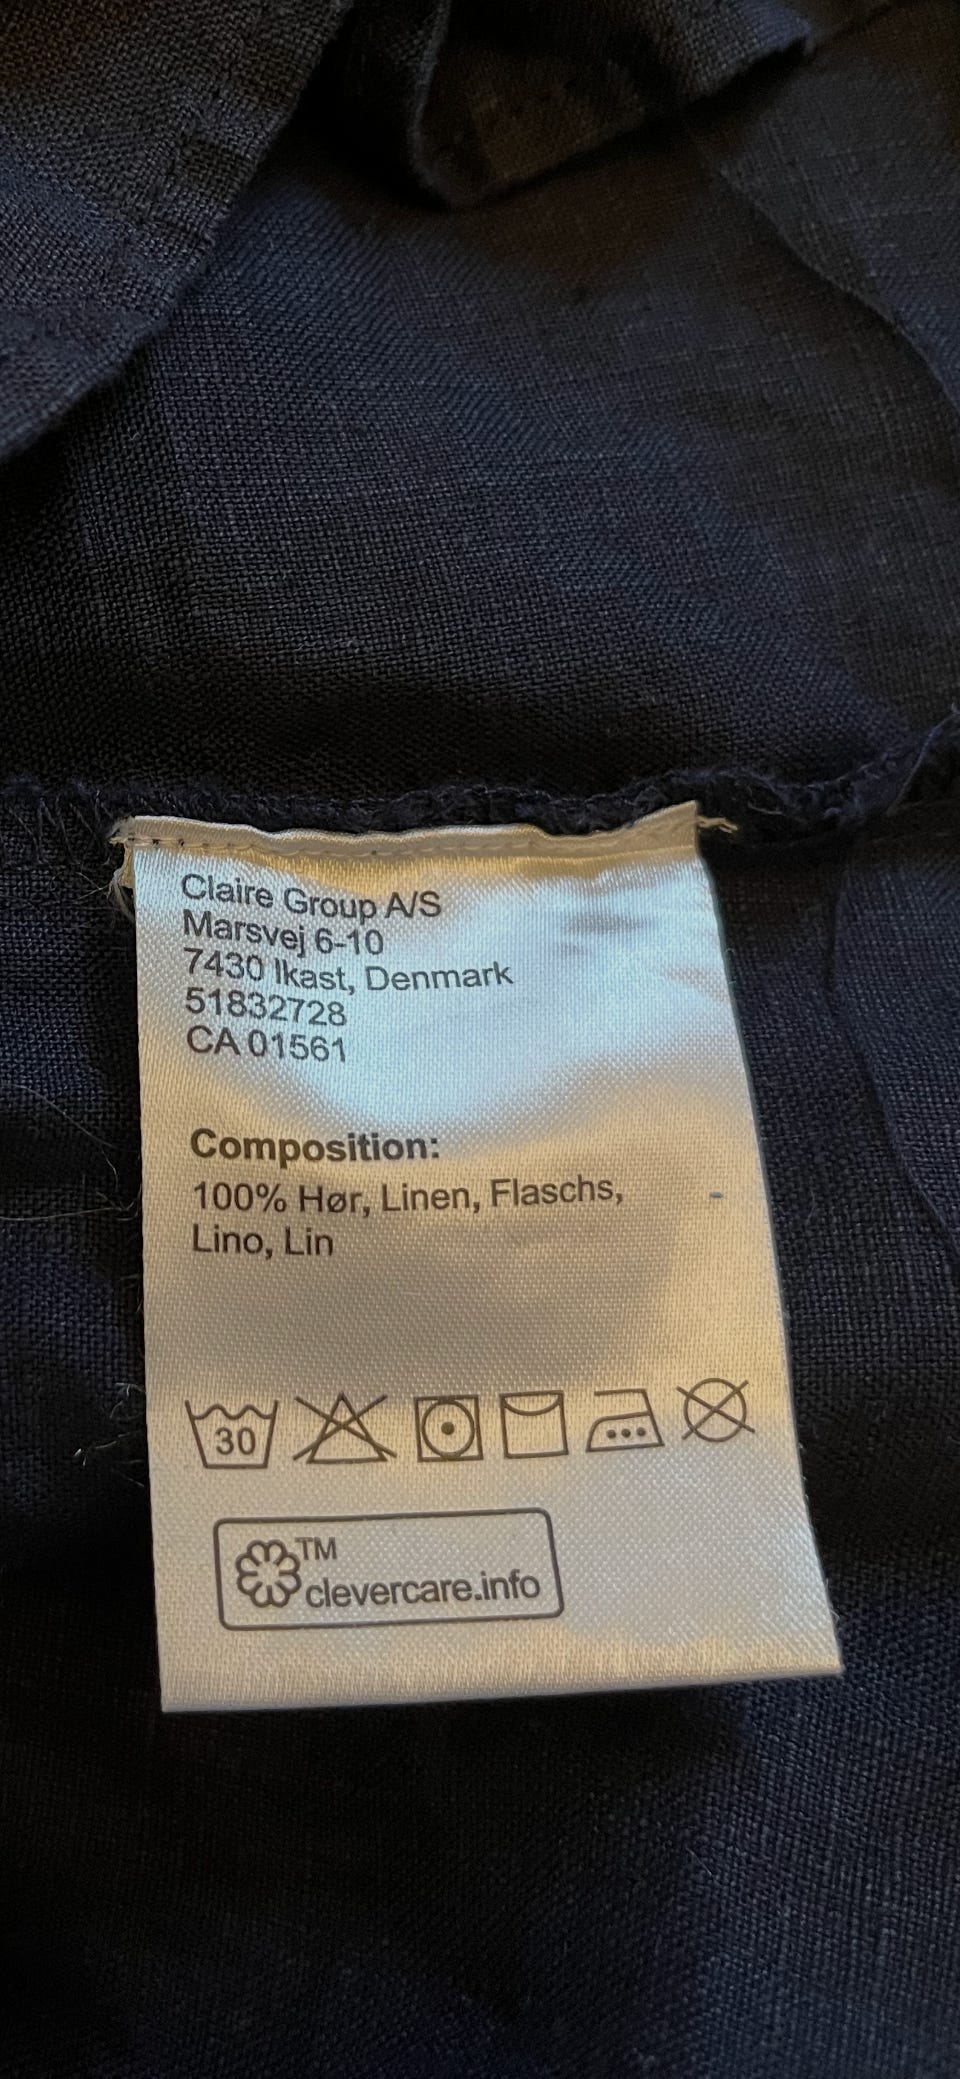 Claire Group A/S
Marsvej 6-10
7430 Ikast, Denmark
51832728
CA 01561
Composition:
100% Hør, Linen, Flaschs,
Lino, Lin
30
TM
clevercare.info